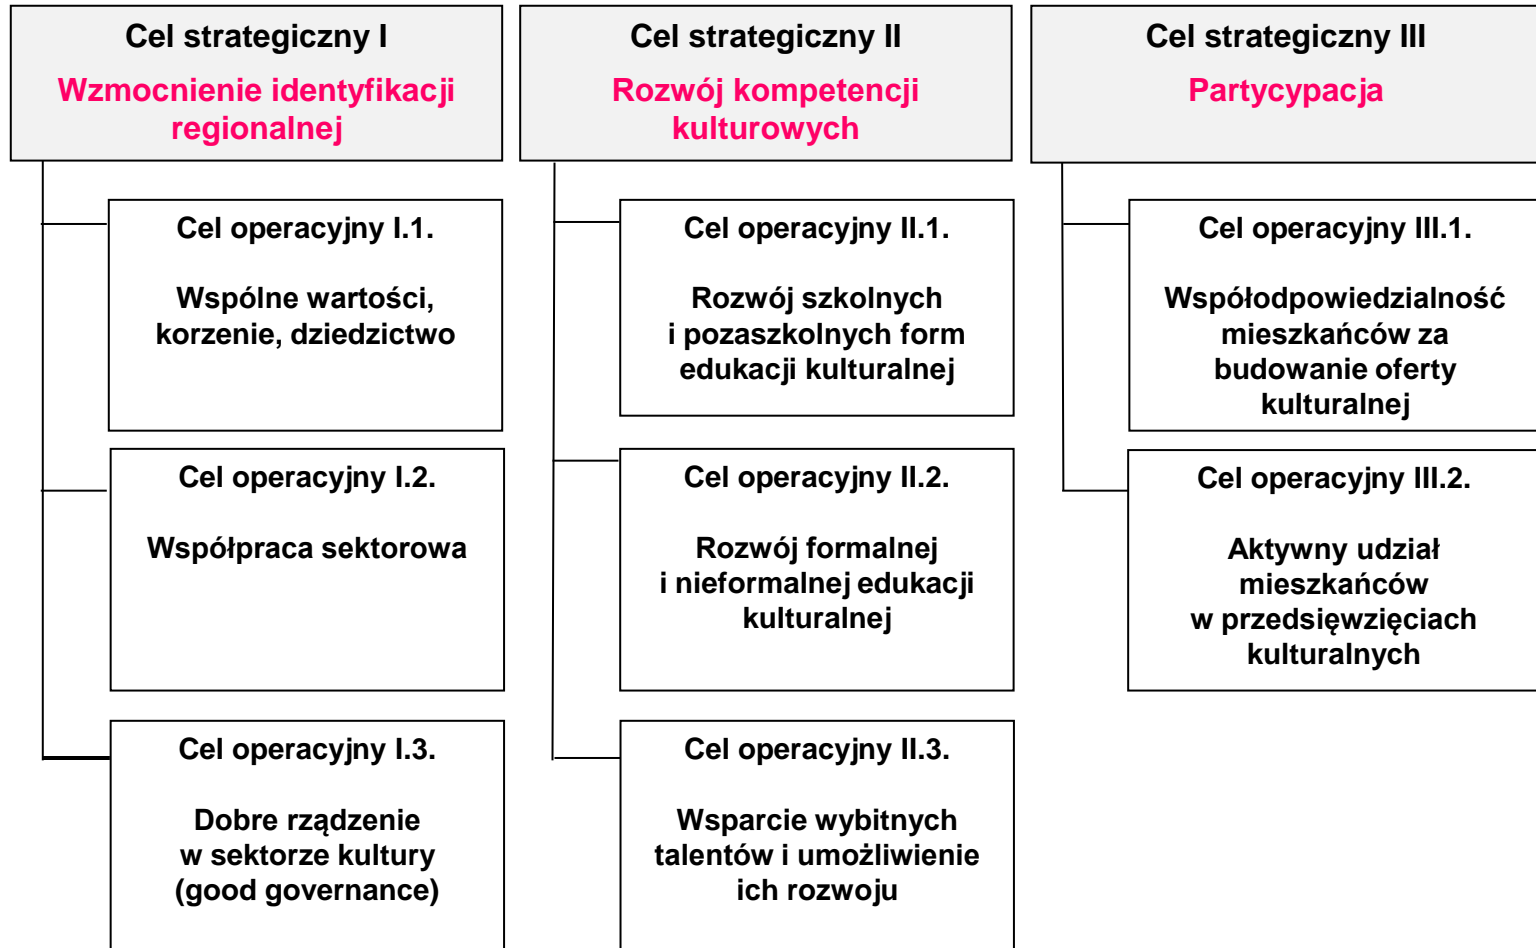 Cel strategiczny I
Wzmocnienie identyfikacji
regionalnej
Cel operacyjny I.1.
Wspólne wartości,
korzenie, dziedzictwo
Cel operacyjny I.2.
Współpraca sektorowa
Cel operacyjny I.3.
Dobre rządzenie
w sektorze kultury
(good governance)
Cel strategiczny II
Rozwój kompetencji
kulturowych
Cel operacyjny II.1.
Rozwój szkolnych
i pozaszkolnych form
edukacji kulturalnej
Cel operacyjny II.2.
Rozwój formalnej
i nieformalnej edukacji
kulturalnej
Cel operacyjny II.3.
Wsparcie wybitnych
talentów i umożliwienie
ich rozwoju
Cel strategiczny III
Partycypacja
Cel operacyjny III.1.
Współodpowiedzialność
mieszkańców za
budowanie oferty
kulturalnej
Cel operacyjny III.2.
Aktywny udział
mieszkańców
w przedsięwzięciach
kulturalnych